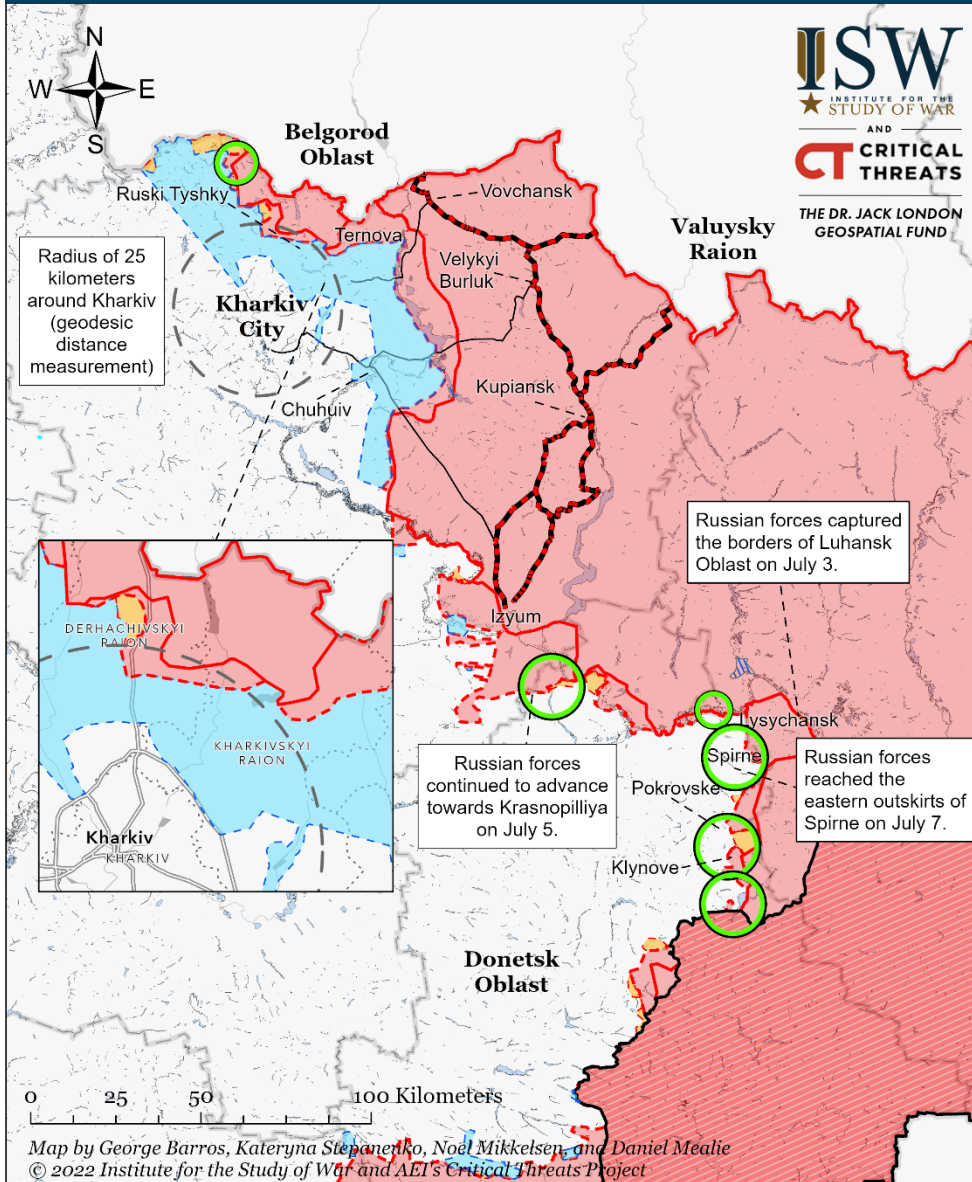 N
W E
S
ISW
INSTITUTE FOR THE
STUDY OF WAR
AND
CT CRITICAL
THREATS
THE DR. JACK LONDON
GEOSPATIAL FUND
Belgorod
Oblast
Ruski Tyshky
Vovchansk
Ternova
Valuysky
Raion
Velykyi
Burluk
Radius of 25
kilometers
around Kharkiv
(geodesic
distance
measurement)
Kharkiv
City
Kupiansk
Chuhuiv
Russian forces captured
the borders of Luhansk
Oblast on July 3.
DERHACHIVSKYI
RAION
KHARKIVSKYI
RAION
Kharkiv
KHARKIV
Izyum
Lysychansk
Spirne
Russian forces
continued to advance
towards Krasnopilliya
on July 5.
Pokrovske
Russian forces
reached the
eastern outskirts of
Spirne on July 7.
Klynove
Donetsk
Oblast
0 25 50 100 Kilometers
Map by George Barros, Kateryna Stepanenko, Noel Mikkelsen, and Daniel Mealie
© 2022 Institute for the Study of War and AEI's Critical Threats Project